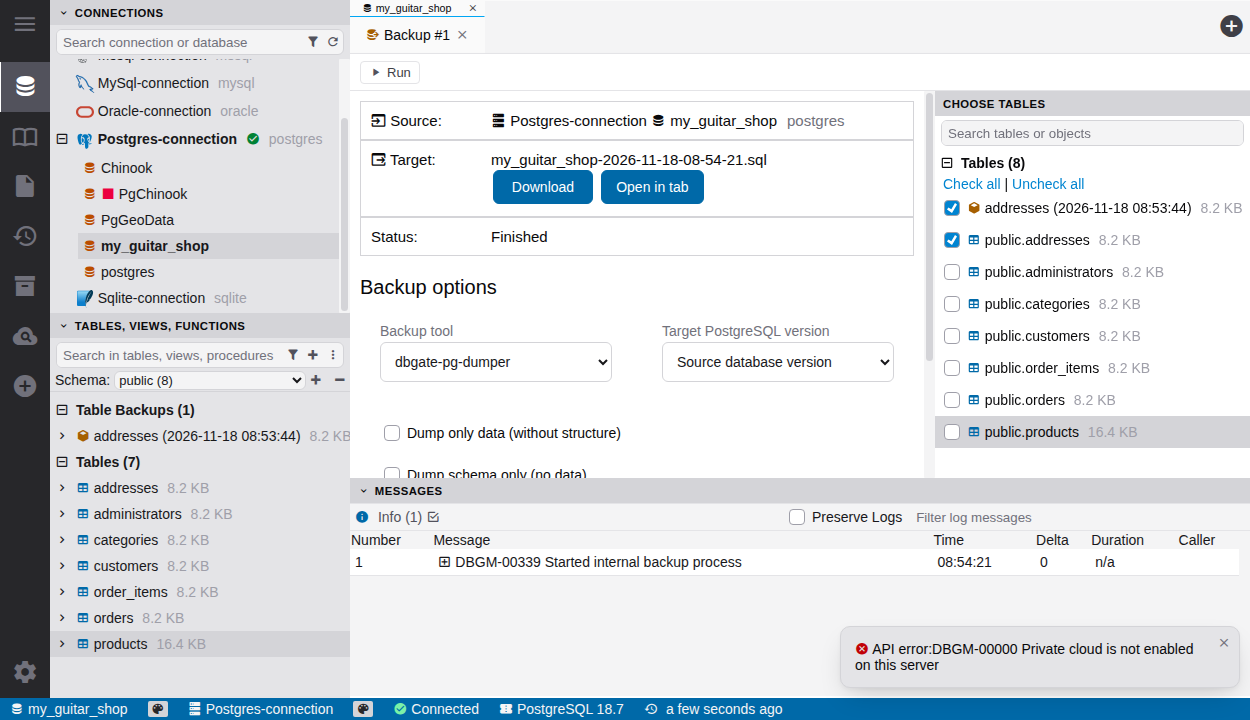 CONNECTIONS
Search connection or database
MySql-connection mysql
Oracle-connection oracle
Postgres-connection postgres
Chinook
PgChinook
PgGeoData
my_guitar_shop
postgres
Sqlite-connection sqlite
TABLES, VIEWS, FUNCTIONS
Search in tables, views, procedures
Schema: public (8)
Table Backups (1)
addresses (2026-11-18 08:53:44) 8.2 KB
Tables (7)
addresses 8.2 KB
administrators 8.2 KB
categories 8.2 KB
customers 8.2 KB
order_items 8.2 KB
orders 8.2 KB
products 16.4 KB
my_guitar_shop
Backup #1
Run
Source: Postgres-connection my_guitar_shop postgres
Target: my_guitar_shop-2026-11-18-08-54-21.sql
Download Open in tab
Status: Finished
Backup options
Backup tool Target PostgreSQL version
dbgate-pg-dumper Source database version
Dump only data (without structure)
Dump schema only (no data)
CHOOSE TABLES
Search tables or objects
Tables (8)
Check all | Uncheck all
addresses (2026-11-18 08:53:44) 8.2 KB
public.addresses 8.2 KB
public.administrators 8.2 KB
public.categories 8.2 KB
public.customers 8.2 KB
public.order_items 8.2 KB
public.orders 8.2 KB
public.products 16.4 KB
MESSAGES
Info (1) Preserve Logs Filter log messages
Number Message Time Delta Duration Caller
1 DBGM-00339 Started internal backup process 08:54:21 0 n/a
API error:DBGM-00000 Private cloud is not enabled
on this server
my_guitar_shop Postgres-connection Connected PostgreSQL 18.7 a few seconds ago